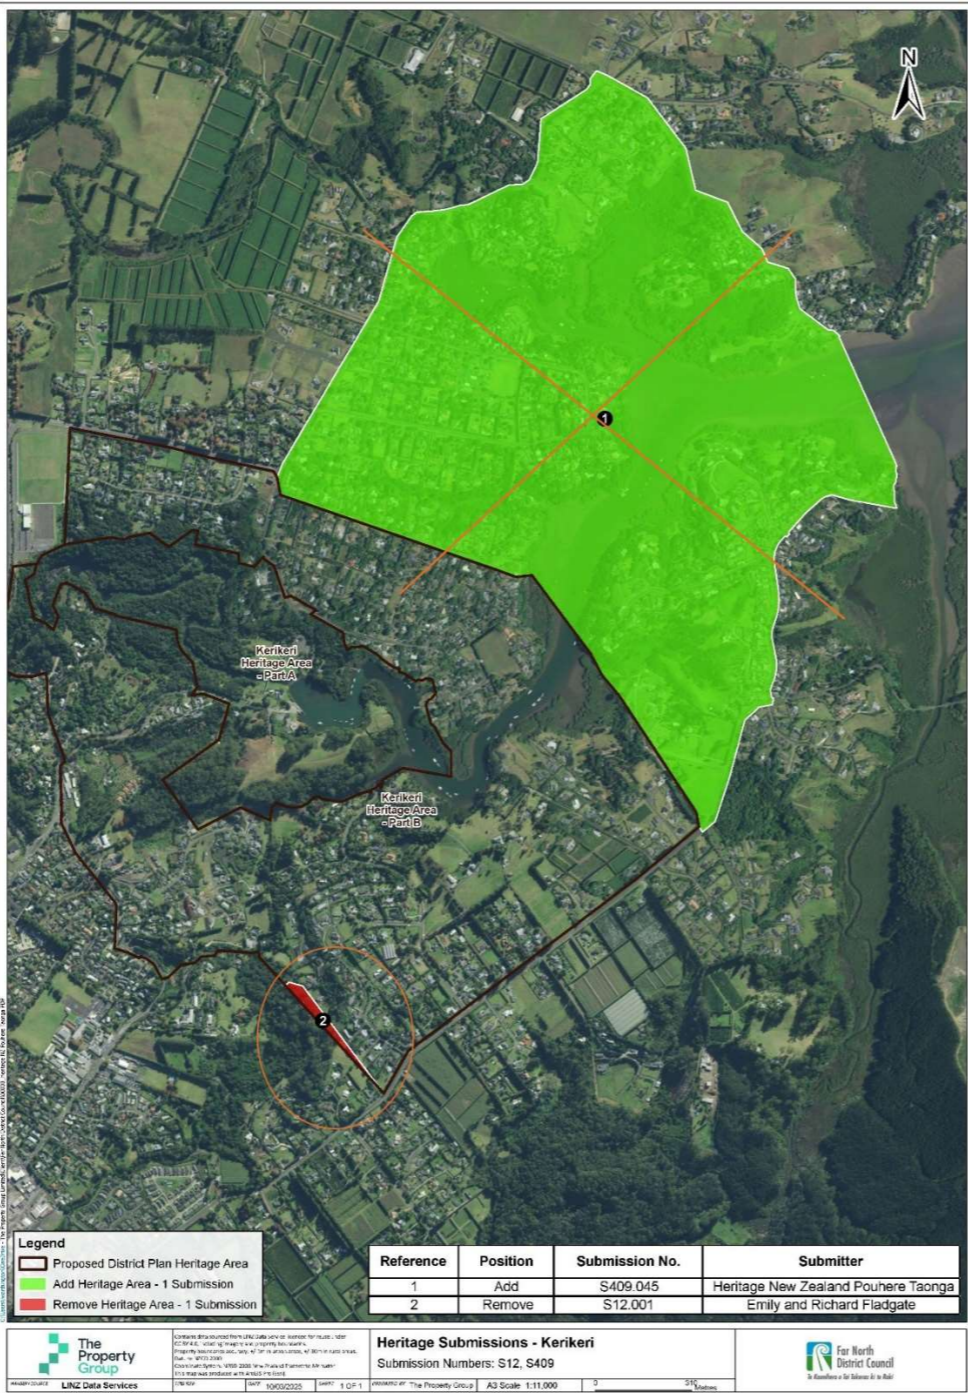 N
1
Kerikeri
Heritage Area
- Part A
Kerikeri
Heritage Area
- Part B
2
Legend
Proposed District Plan Heritage Area
Add Heritage Area - 1 Submission
Remove Heritage Area - 1 Submission
Reference Position Submission No. Submitter
1 Add S409.045 Heritage New Zealand Pouhere Taonga
2 Remove S12.001 Emily and Richard Fladgate
The
Property
Group
Heritage Submissions - Kerikeri
Submission Numbers: S12, S409
Far North
District Council
LINZ Data Services
DATE 10/03/2025 SHEET 1 OF 1
The Property Group
A3 Scale 1:11,000
0 310
Metres